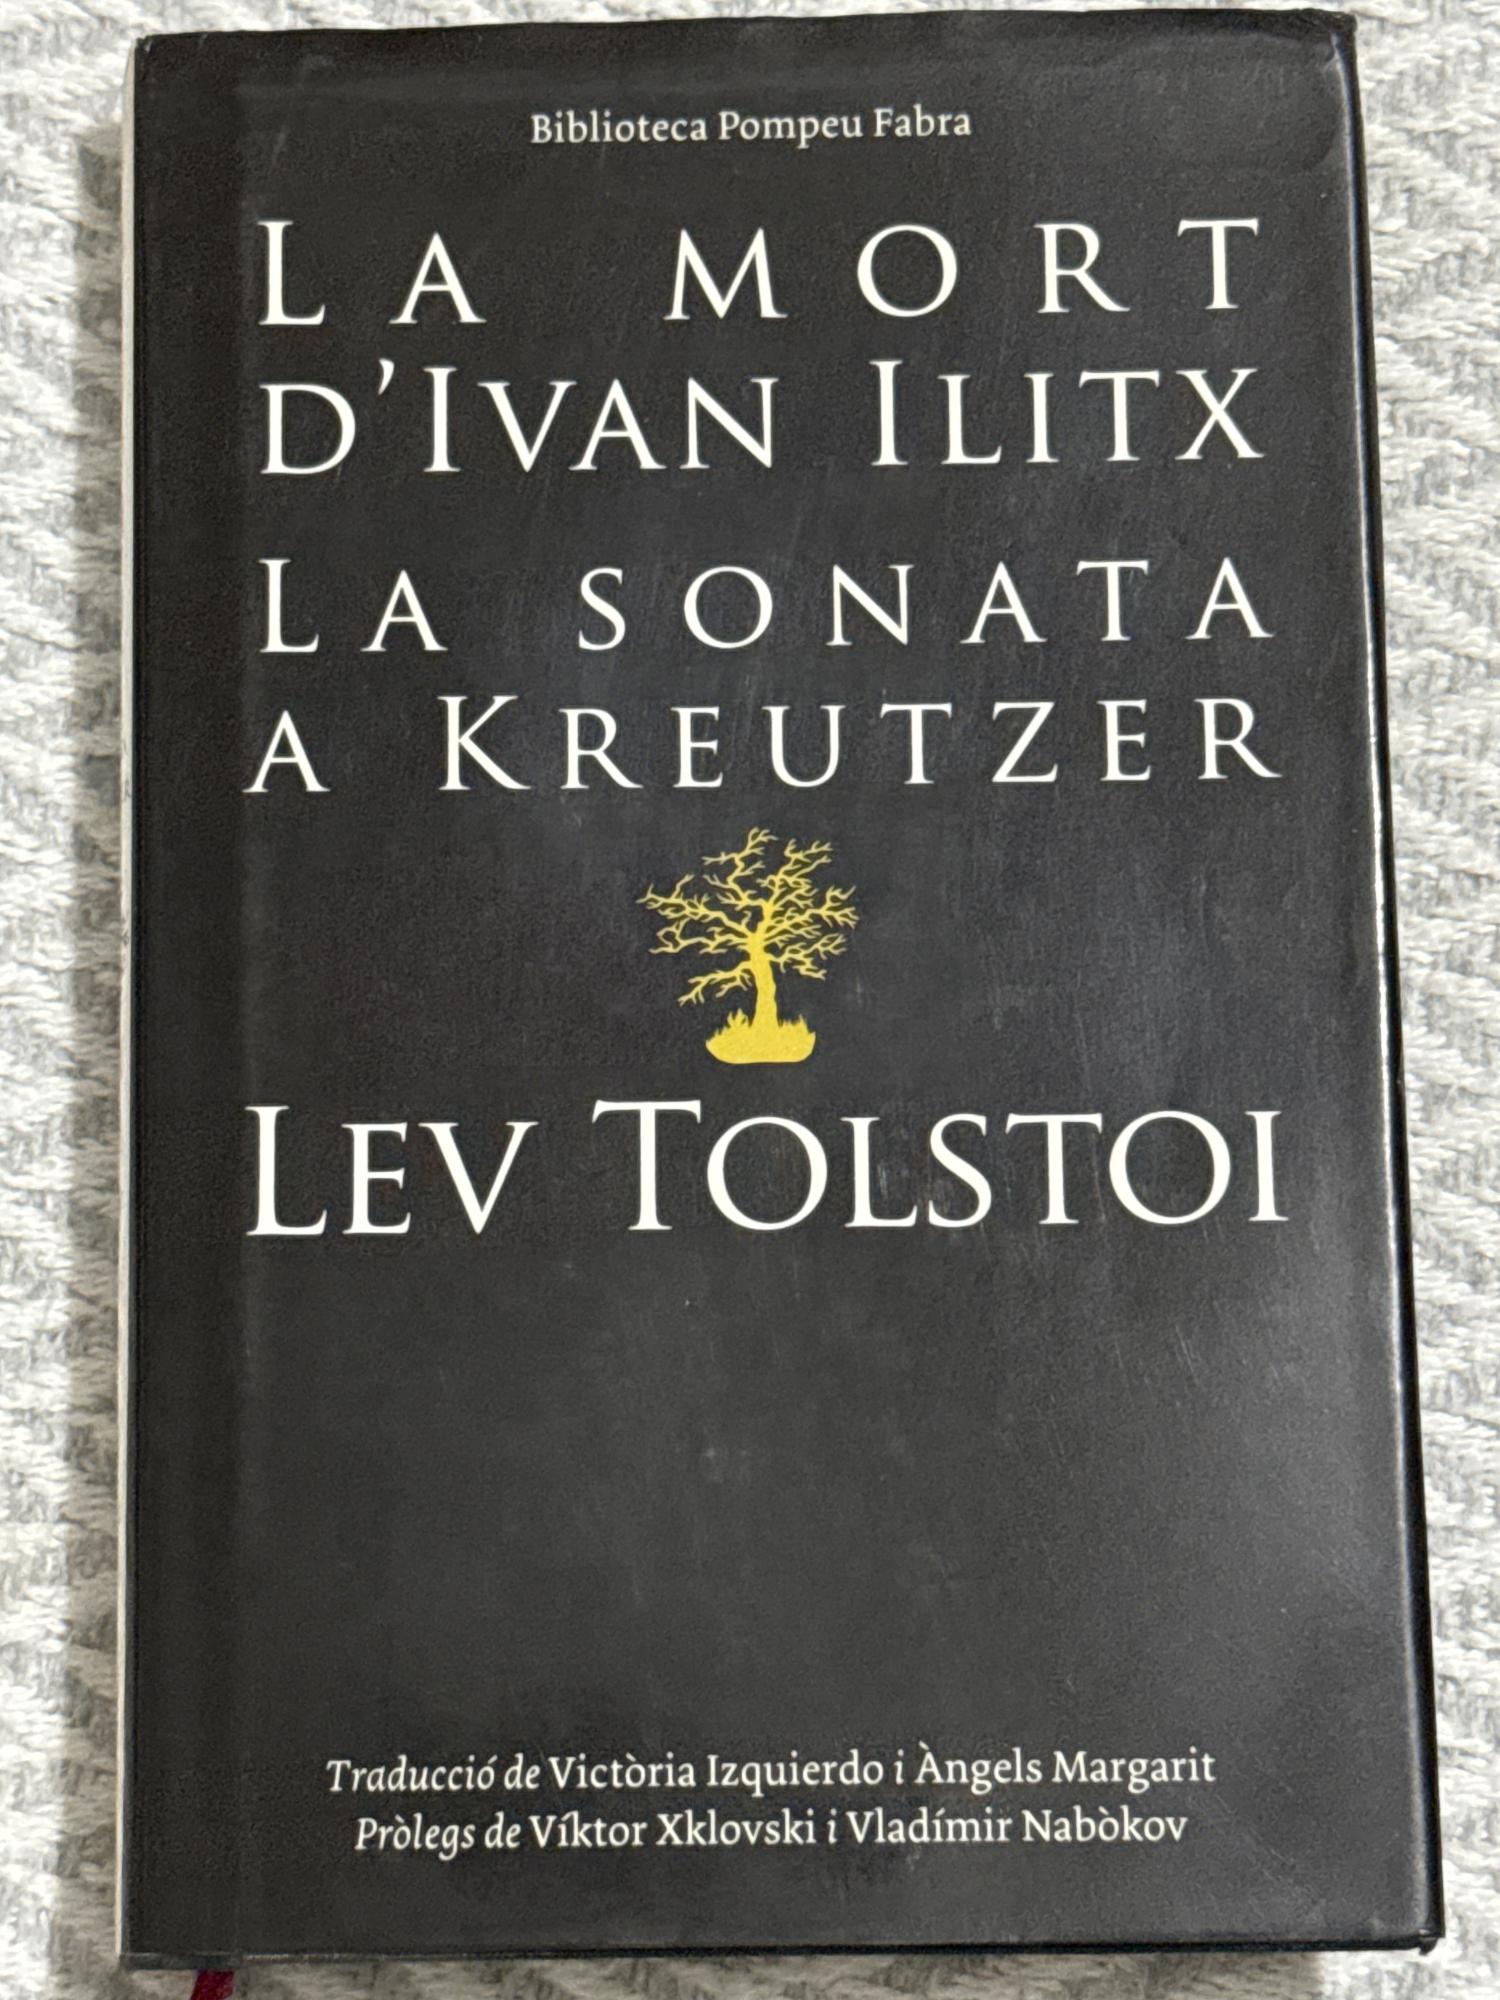 Biblioteca Pompeu Fabra
LA MORT
D'IVAN ILITX
LA SONATA
A KREUTZER
LEV TOLSTOI
Traducció de Victòria Izquierdo i Àngels Margarit
Pròlegs de Víktor Xklovski i Vladímir Nabòkov